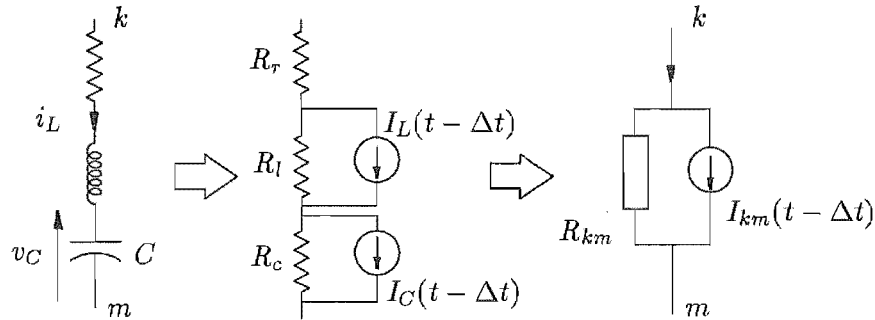 k
i_L
v_C
C
m
R_r
I_L(t − Δt)
R_l
R_c
I_C(t − Δt)
k
R_km
I_km(t − Δt)
m